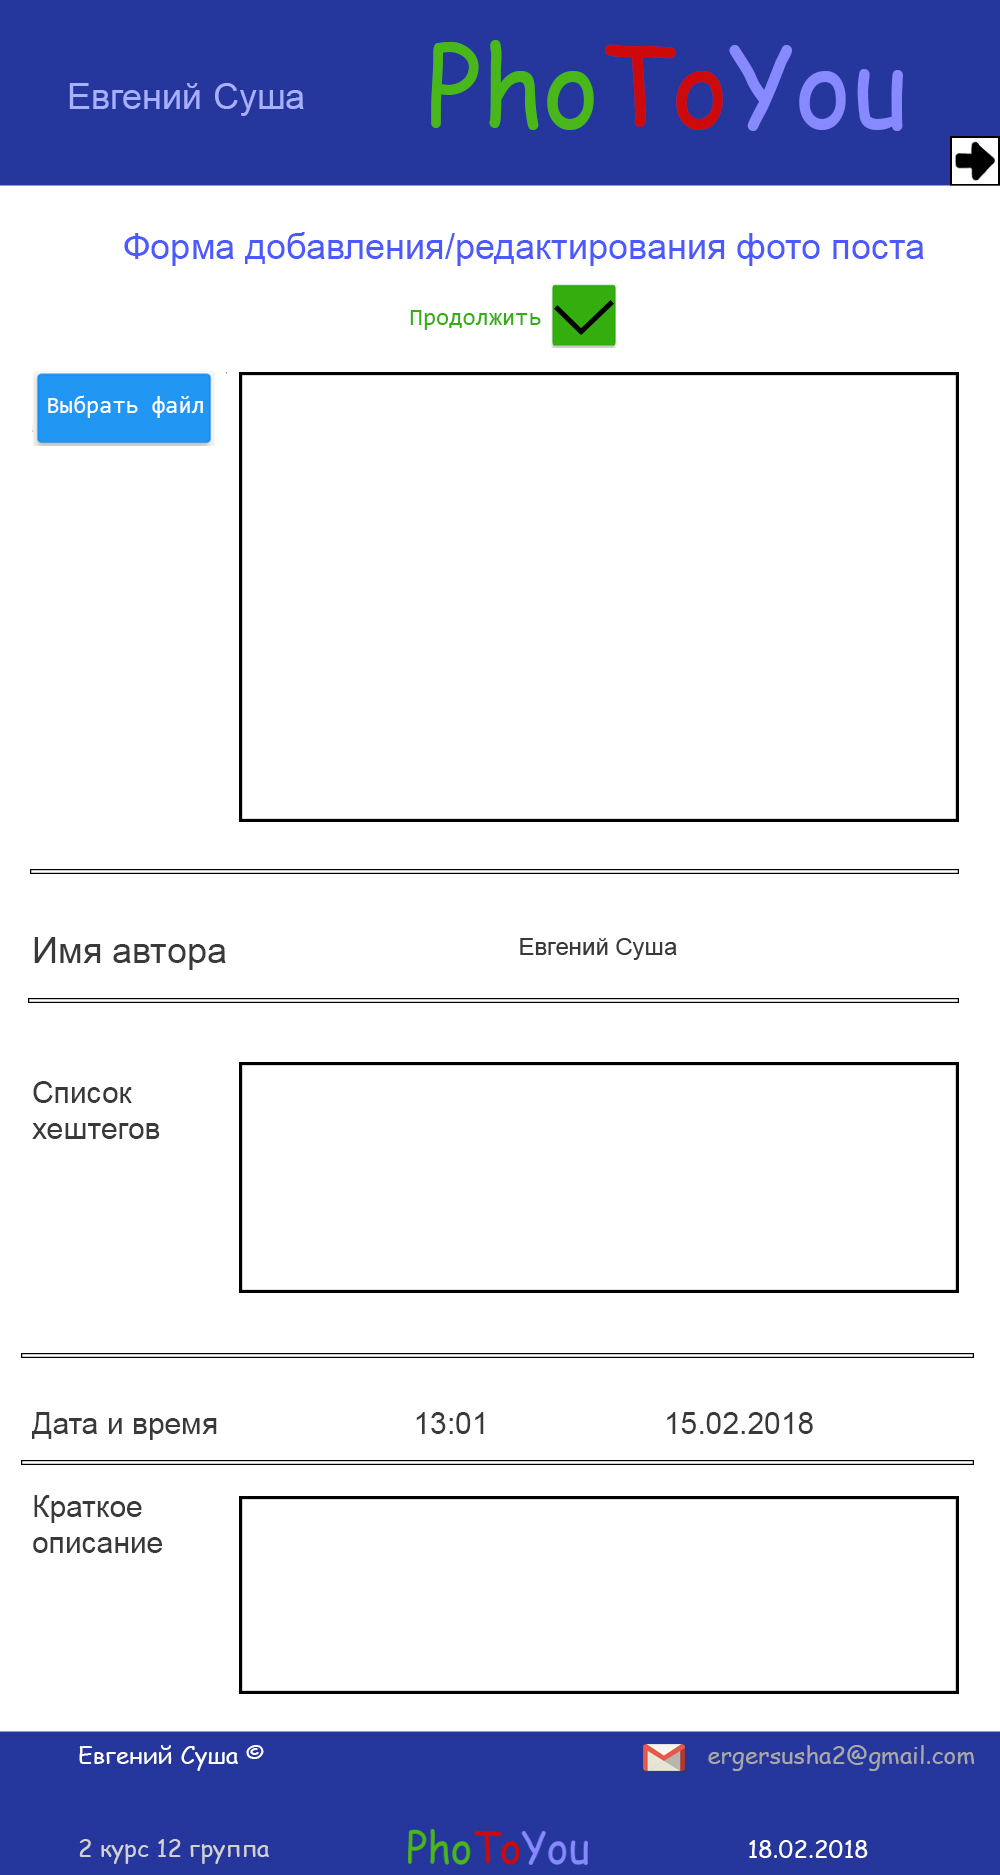 Евгений Суша
PhoToYou
Форма добавления/редактирования фото поста
Продолжить
Выбрать файл
Имя автора
Евгений Суша
Список
хештегов
Дата и время
13:01
15.02.2018
Краткое
описание
Евгений Суша ©
ergersusha2@gmail.com
2 курс 12 группа
PhoToYou
18.02.2018